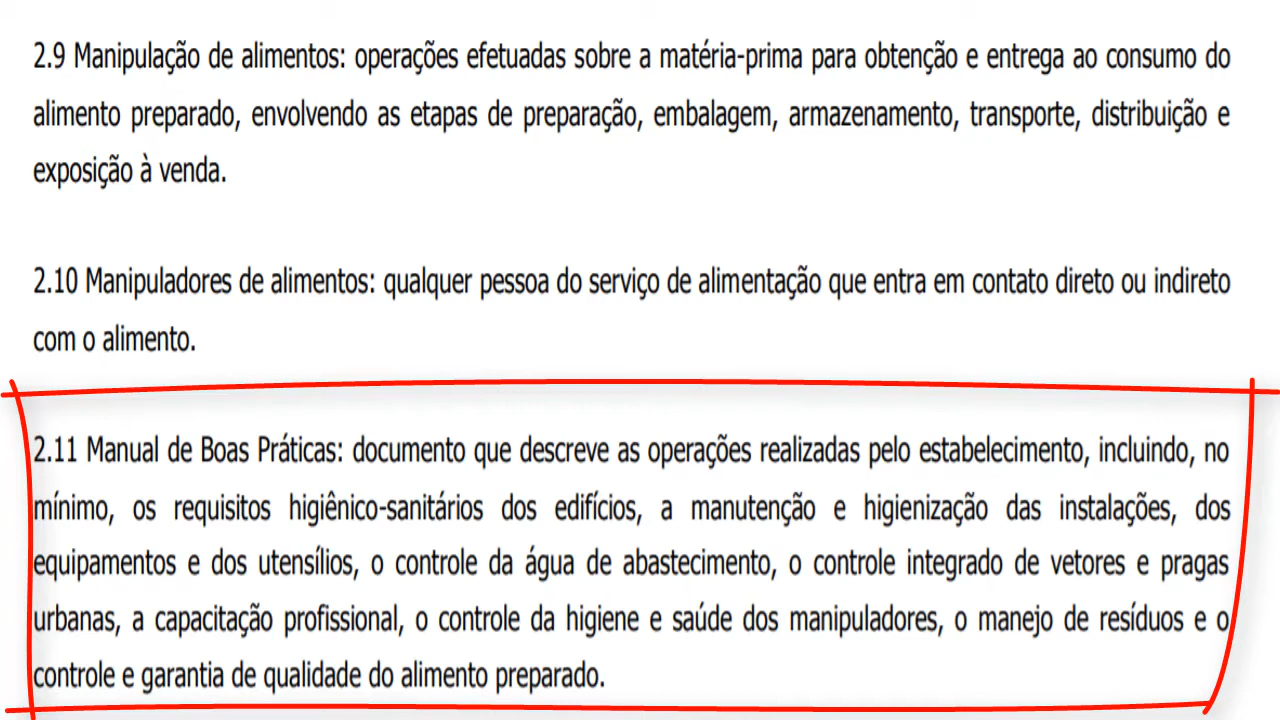 2.9 Manipulação de alimentos: operações efetuadas sobre a matéria-prima para obtenção e entrega ao consumo do
alimento preparado, envolvendo as etapas de preparação, embalagem, armazenamento, transporte, distribuição e
exposição à venda.
2.10 Manipuladores de alimentos: qualquer pessoa do serviço de alimentação que entra em contato direto ou indireto
com o alimento.
2.11 Manual de Boas Práticas: documento que descreve as operações realizadas pelo estabelecimento, incluindo, no
mínimo, os requisitos higiênico-sanitários dos edifícios, a manutenção e higienização das instalações, dos
equipamentos e dos utensílios, o controle da água de abastecimento, o controle integrado de vetores e pragas
urbanas, a capacitação profissional, o controle da higiene e saúde dos manipuladores, o manejo de resíduos e o
controle e garantia de qualidade do alimento preparado.